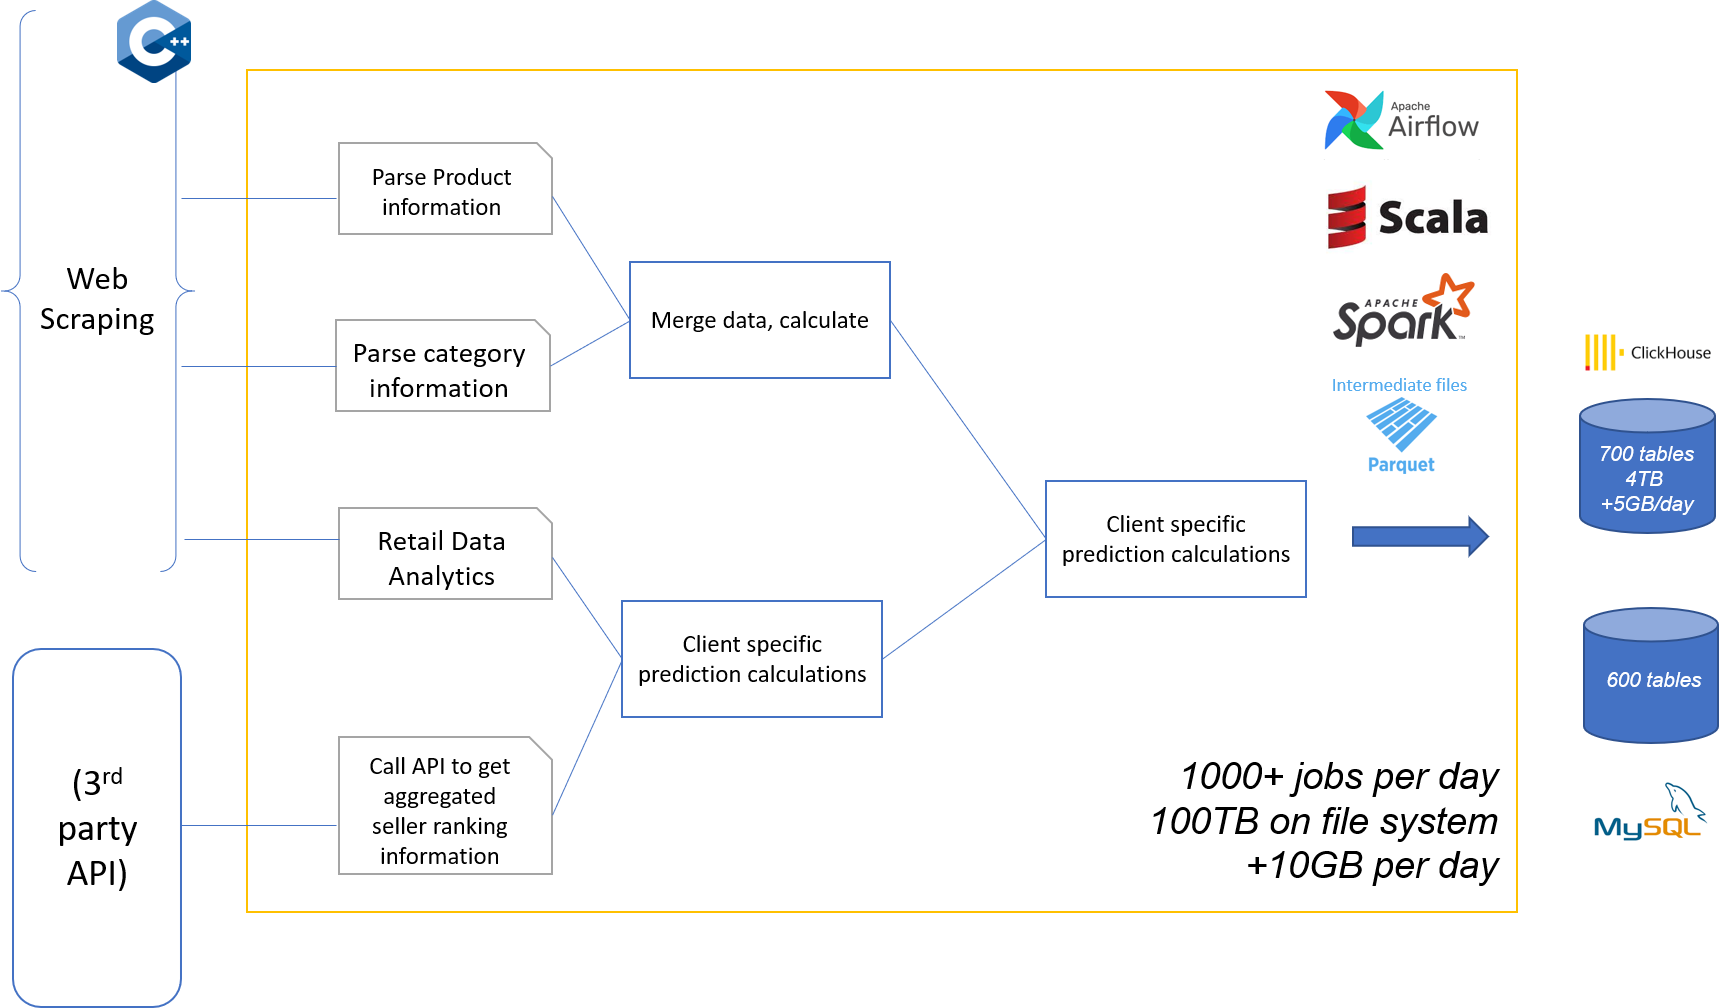 C++
Web
Scraping
(3rd
party
API)
Parse Product
information
Parse category
information
Retail Data
Analytics
Call API to get
aggregated
seller ranking
information
Merge data, calculate
Client specific
prediction calculations
Client specific
prediction calculations
Apache
Airflow
Scala
APACHE
Spark™
Intermediate files
Parquet
1000+ jobs per day
100TB on file system
+10GB per day
ClickHouse
700 tables
4TB
+5GB/day
600 tables
MySQL